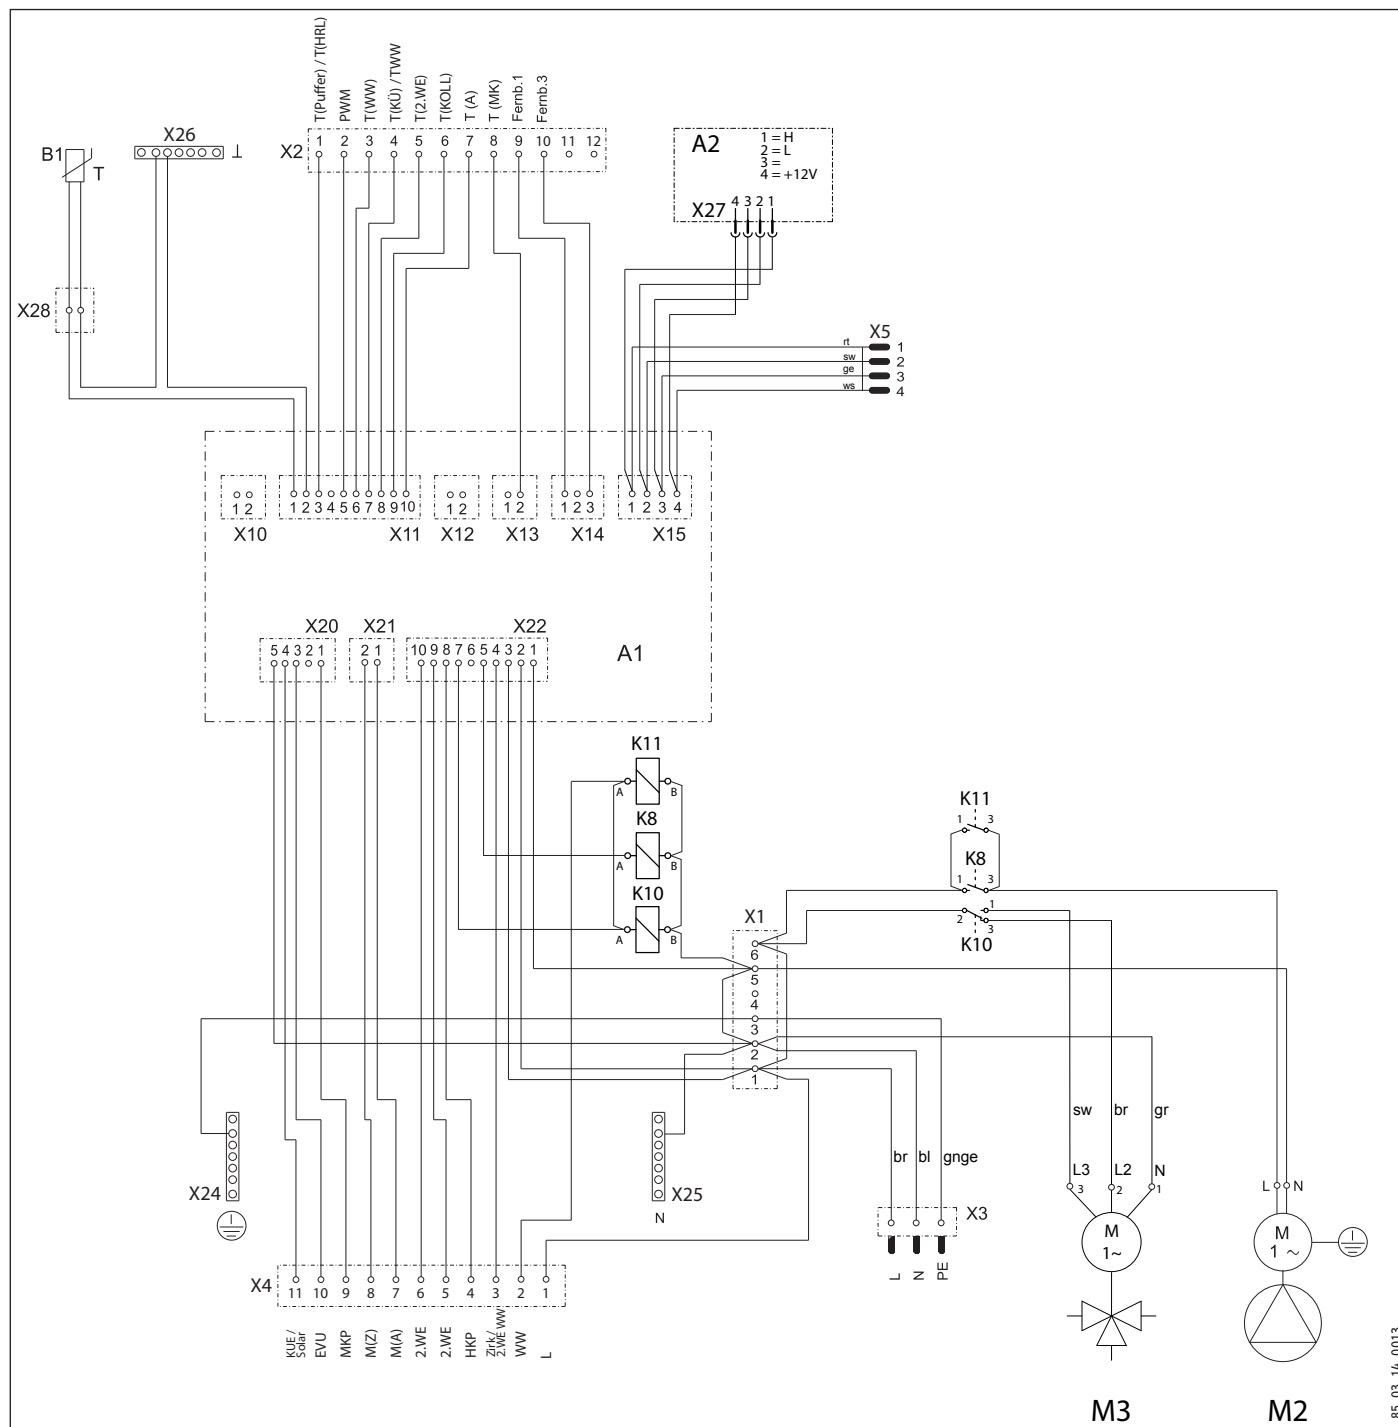 T(Puffer) / T(HRL)
PWM
T(WW)
T(KÜ) / TWW
T(2.WE)
T(KOLL)
T (A)
T (MK)
Fernb.1
Fernb.3
X2
1 2 3 4 5 6 7 8 9 10 11 12
B1
T
X26
⊥
A2
1 = H
2 = L
3 =
4 = +12V
X27
4 3 2 1
X28
X5
rt 1
sw 2
ge 3
ws 4
1 2
X10
1 2 3 4 5 6 7 8 9 10
X11
1 2
X12
1 2
X13
1 2 3
X14
1 2 3 4
X15
X20
5 4 3 2 1
X21
2 1
X22
10 9 8 7 6 5 4 3 2 1
A1
K11
A B
K8
A B
K10
A B
K11
1 3
K8
1 3
1
2 3
K10
X1
6
5
4
3
2
1
sw br gr
br bl gnge
L3 L2 N
3 2 1
L N
X24
X25
N
X3
L
N
PE
M
1~
M
1 ~
X4
11 10 9 8 7 6 5 4 3 2 1
KUE /
Solar
EVU
MKP
M(Z)
M(A)
2.WE
2.WE
HKP
Zirk/
2.WE WW
WW
L
M3
M2
85_03_14_0013